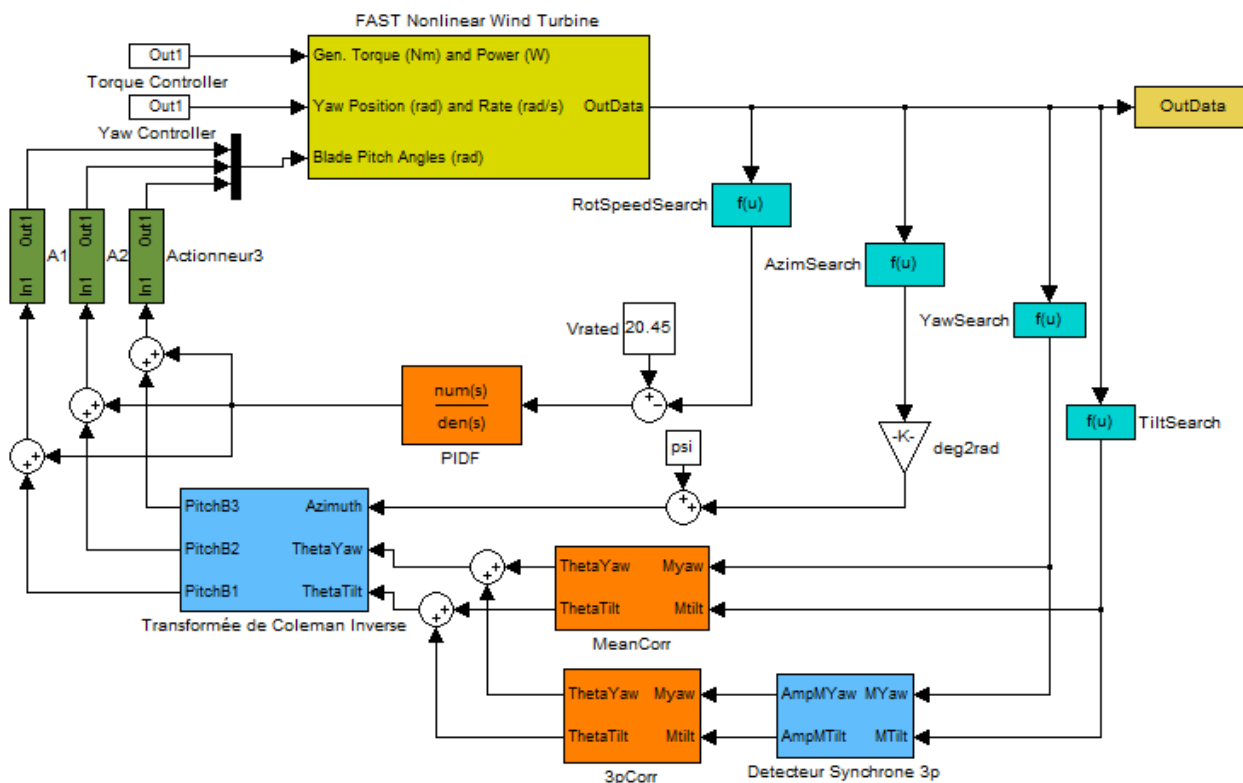 FAST Nonlinear Wind Turbine
Out1
Torque Controller
Out1
Yaw Controller
Gen. Torque (Nm) and Power (W)
Yaw Position (rad) and Rate (rad/s)
OutData
Blade Pitch Angles (rad)
OutData
f(u)
RotSpeedSearch
f(u)
AzimSearch
f(u)
YawSearch
f(u)
TiltSearch
Out1
In1
A1
Out1
In1
A2
Out1
In1
Actionneur3
Vrated
20.45
+
-
num(s)
den(s)
PIDF
+
+
+
+
+
+
-K-
deg2rad
psi
+
+
PitchB3
Azimuth
PitchB2
ThetaYaw
PitchB1
ThetaTilt
Transformée de Coleman Inverse
+
+
+
+
ThetaYaw
Myaw
ThetaTilt
Mtilt
MeanCorr
ThetaYaw
Myaw
ThetaTilt
Mtilt
3pCorr
AmpMYaw
MYaw
AmpMTilt
MTilt
Detecteur Synchrone 3p